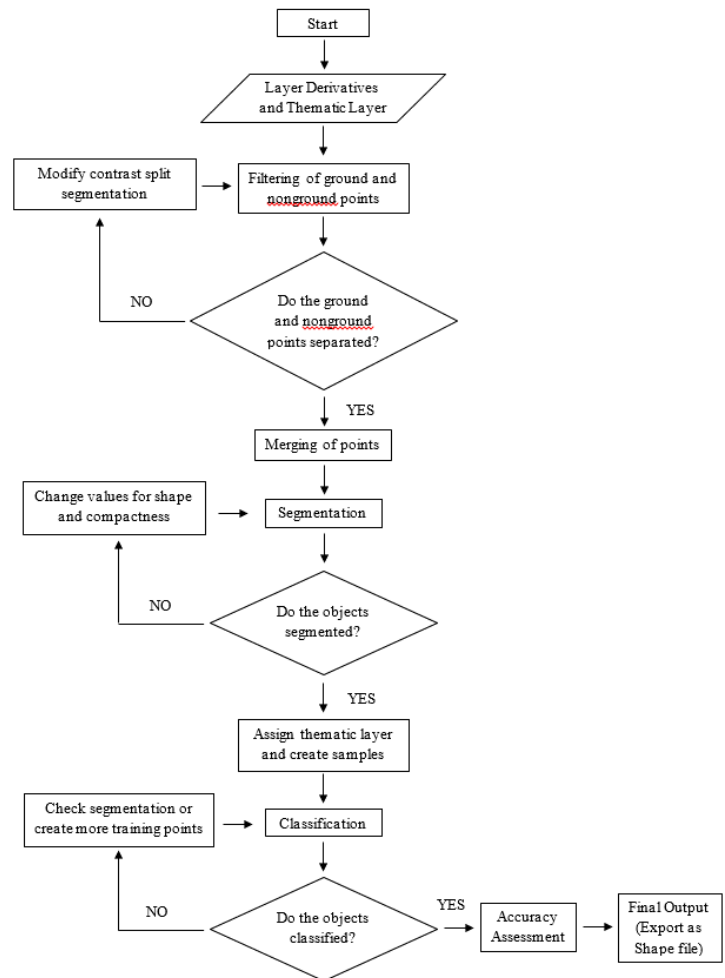 Start
Layer Derivatives
and Thematic Layer
Modify contrast split
segmentation
Filtering of ground and
nonground points
Do the ground
and nonground
points separated?
NO
YES
Merging of points
Change values for shape
and compactness
Segmentation
Do the objects
segmented?
NO
YES
Assign thematic layer
and create samples
Check segmentation or
create more training points
Classification
Do the objects
classified?
NO
YES
Accuracy
Assessment
Final Output
(Export as
Shape file)